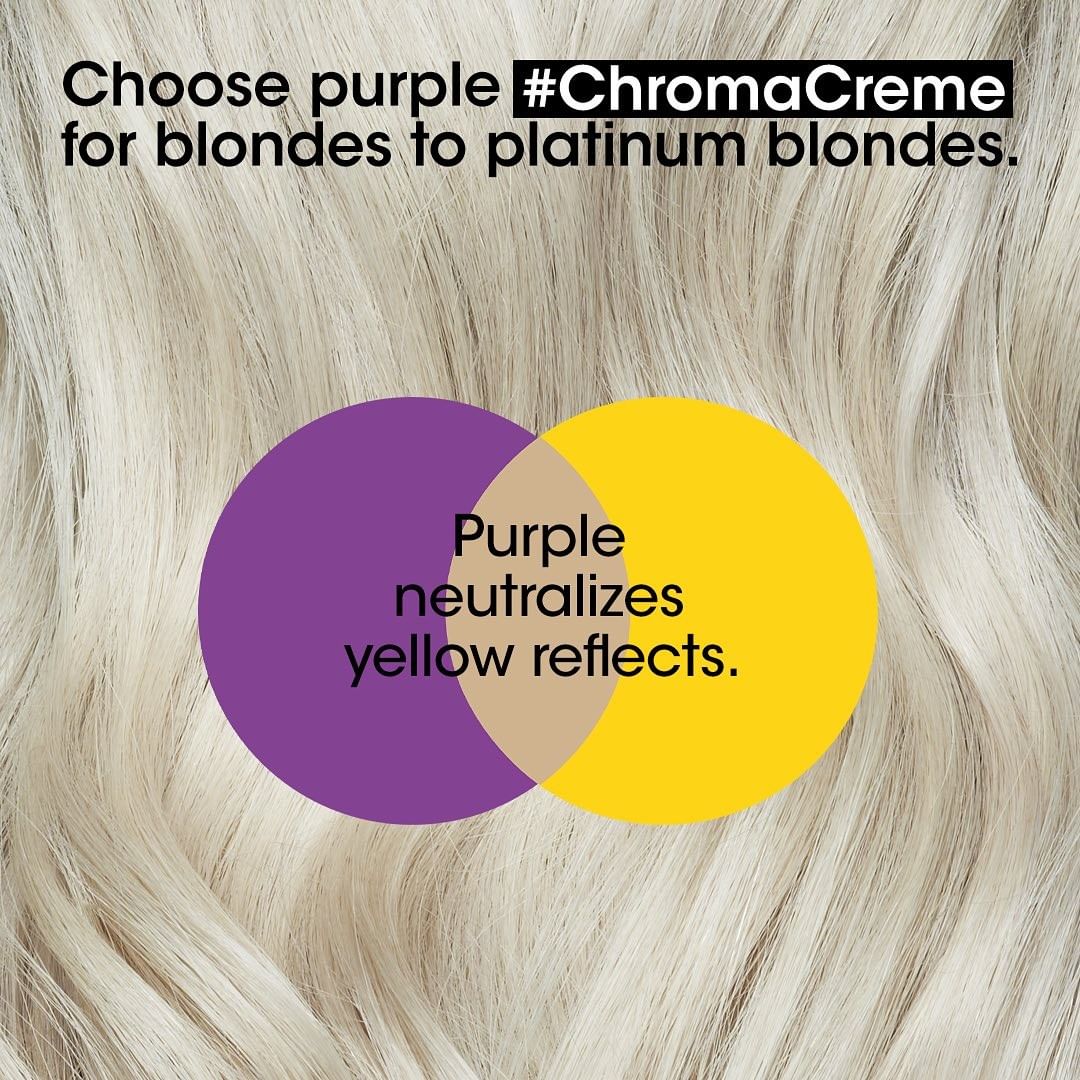 Choose purple #ChromaCreme
for blondes to platinum blondes.
Purple
neutralizes
yellow reflects.